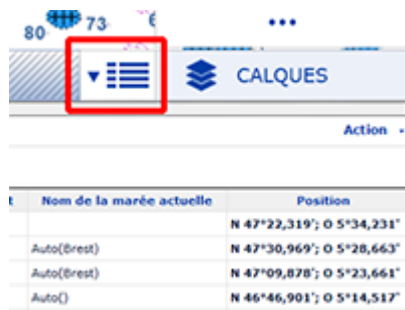 80 73 6
CALQUES
Action -
Nom de la marée actuelle Position
N 47°22,319'; O 5°34,231'
Auto(Brest) N 47°30,969'; O 5°28,663'
Auto(Brest) N 47°09,878'; O 5°23,661'
Auto() N 46°46,901'; O 5°14,517'